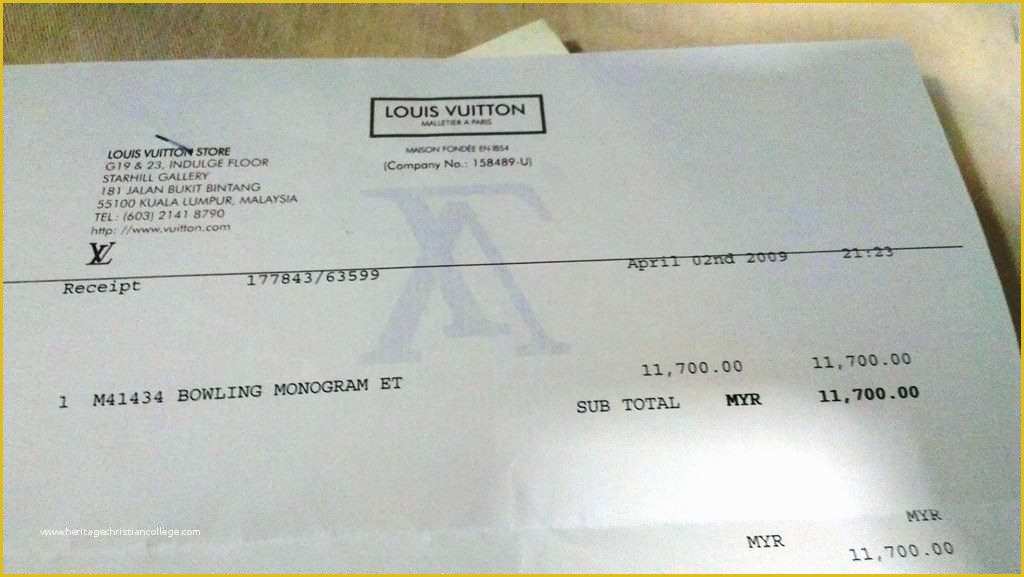 LOUIS VUITTON
MALLETIER A PARIS
MAISON FONDÉE EN 1854
(Company No.: 158489-U)
LOUIS VUITTON STORE
G19 & 23, INDULGE FLOOR
STARHILL GALLERY
181 JALAN BUKIT BINTANG
55100 KUALA LUMPUR, MALAYSIA
TEL: (603) 2141 8790
http: //www.vuitton.com
LV
Receipt 177843/63599 April 02nd 2009 21:23
1 M41434 BOWLING MONOGRAM ET 11,700.00 11,700.00
SUB TOTAL MYR 11,700.00
MYR
MYR 11,700.00
www.heritagechristiancollege.com